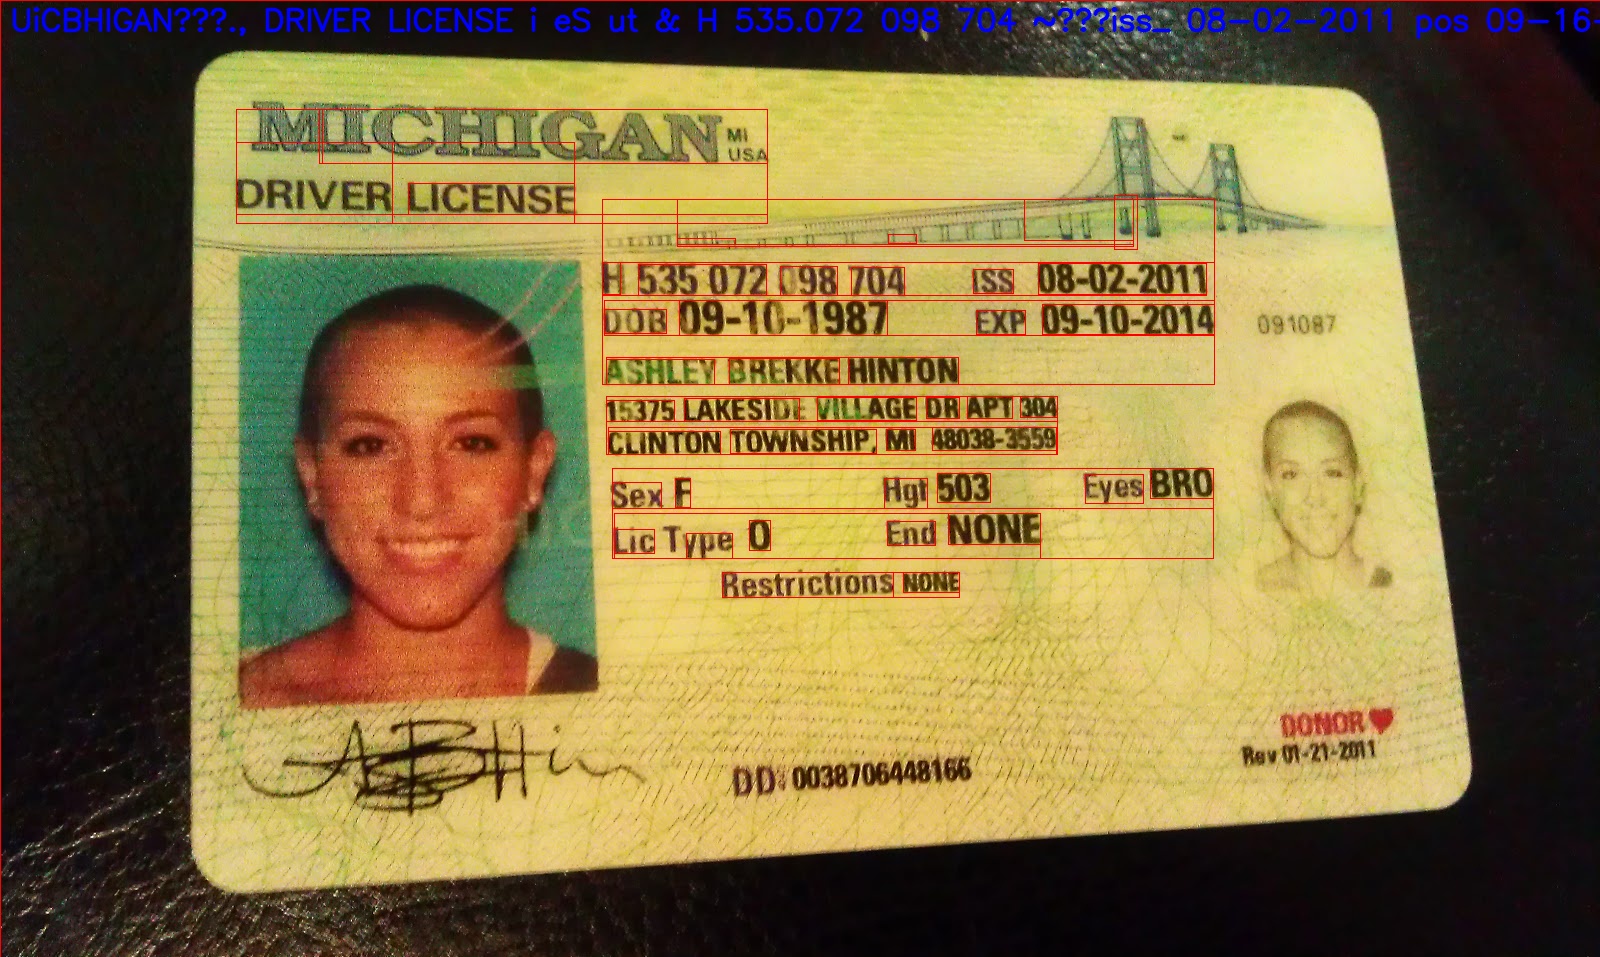 UiCBHIGAN???., DRIVER LICENSE i eS ut & H 535.072 098 704 ~???iss_ 08-02-2011 pos 09-16-
MICHIGAN MI USA
DRIVER LICENSE
H 535 072 098 704 ISS 08-02-2011
DOB 09-10-1987 EXP 09-10-2014
091087
ASHLEY BREKKE HINTON
15375 LAKESIDE VILLAGE DR APT 304
CLINTON TOWNSHIP, MI 48038-3559
Sex F Hgt 503 Eyes BRO
Lic Type O End NONE
Restrictions NONE
DONOR
Rev 01-21-2011
DD: 0038706448166